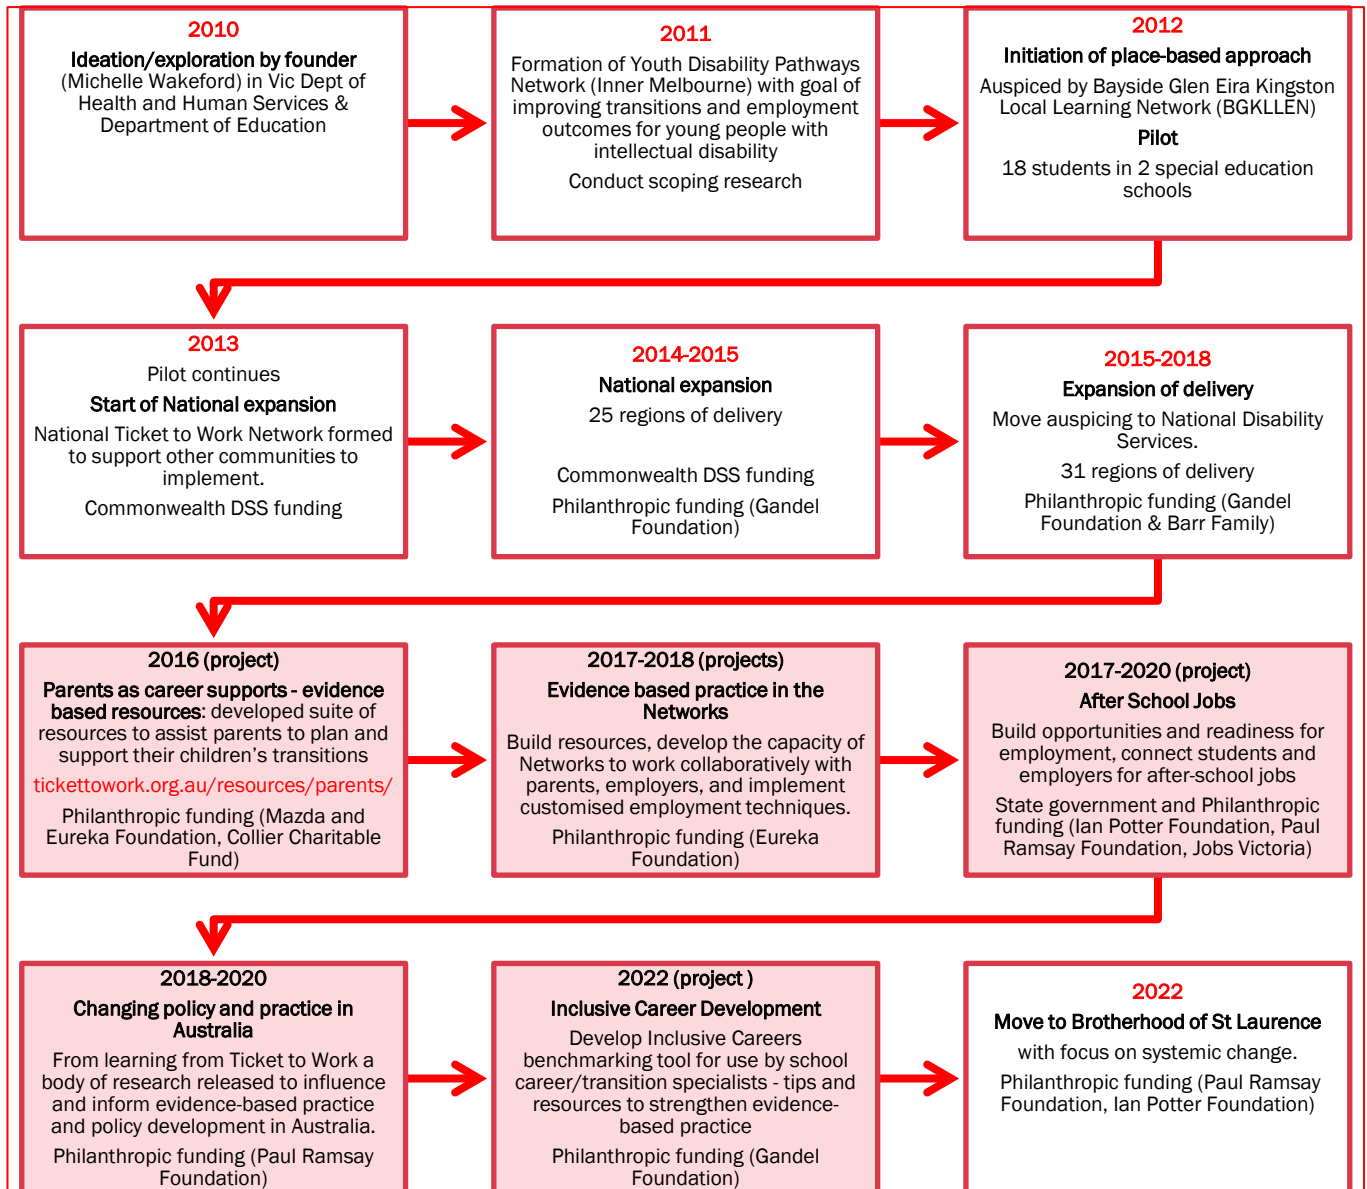 2010
Ideation/exploration by founder
(Michelle Wakeford) in Vic Dept of
Health and Human Services &
Department of Education
2011
Formation of Youth Disability Pathways
Network (Inner Melbourne) with goal of
improving transitions and employment
outcomes for young people with
intellectual disability
Conduct scoping research
2012
Initiation of place-based approach
Auspiced by Bayside Glen Eira Kingston
Local Learning Network (BGKLLEN)
Pilot
18 students in 2 special education
schools
2013
Pilot continues
Start of National expansion
National Ticket to Work Network formed
to support other communities to
implement.
Commonwealth DSS funding
2014-2015
National expansion
25 regions of delivery
Commonwealth DSS funding
Philanthropic funding (Gandel
Foundation)
2015-2018
Expansion of delivery
Move auspicing to National Disability
Services.
31 regions of delivery
Philanthropic funding (Gandel
Foundation & Barr Family)
2016 (project)
Parents as career supports - evidence
based resources: developed suite of
resources to assist parents to plan and
support their children's transitions
tickettowork.org.au/resources/parents/
Philanthropic funding (Mazda and
Eureka Foundation, Collier Charitable
Fund)
2017-2018 (projects)
Evidence based practice in the
Networks
Build resources, develop the capacity of
Networks to work collaboratively with
parents, employers, and implement
customised employment techniques.
Philanthropic funding (Eureka
Foundation)
2017-2020 (project)
After School Jobs
Build opportunities and readiness for
employment, connect students and
employers for after-school jobs
State government and Philanthropic
funding (Ian Potter Foundation, Paul
Ramsay Foundation, Jobs Victoria)
2018-2020
Changing policy and practice in
Australia
From learning from Ticket to Work a
body of research released to influence
and inform evidence-based practice
and policy development in Australia.
Philanthropic funding (Paul Ramsay
Foundation)
2022 (project )
Inclusive Career Development
Develop Inclusive Careers
benchmarking tool for use by school
career/transition specialists - tips and
resources to strengthen evidence-
based practice
Philanthropic funding (Gandel
Foundation)
2022
Move to Brotherhood of St Laurence
with focus on systemic change.
Philanthropic funding (Paul Ramsay
Foundation, Ian Potter Foundation)